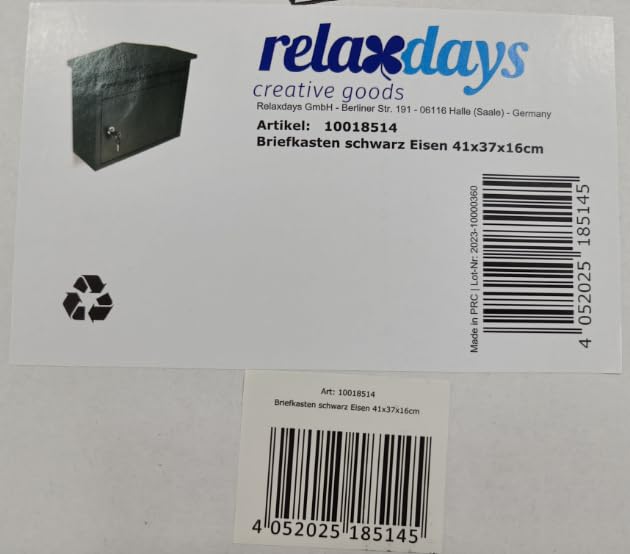 relaxdays
creative goods
Relaxdays GmbH - Berliner Str. 191 - 06116 Halle (Saale) - Germany
Artikel: 10018514
Briefkasten schwarz Eisen 41x37x16cm
Made in PRC | Lot-Nr: 2023-10000360
4 052025 185145
Art: 10018514
Briefkasten schwarz Eisen 41x37x16cm
4 052025 185145